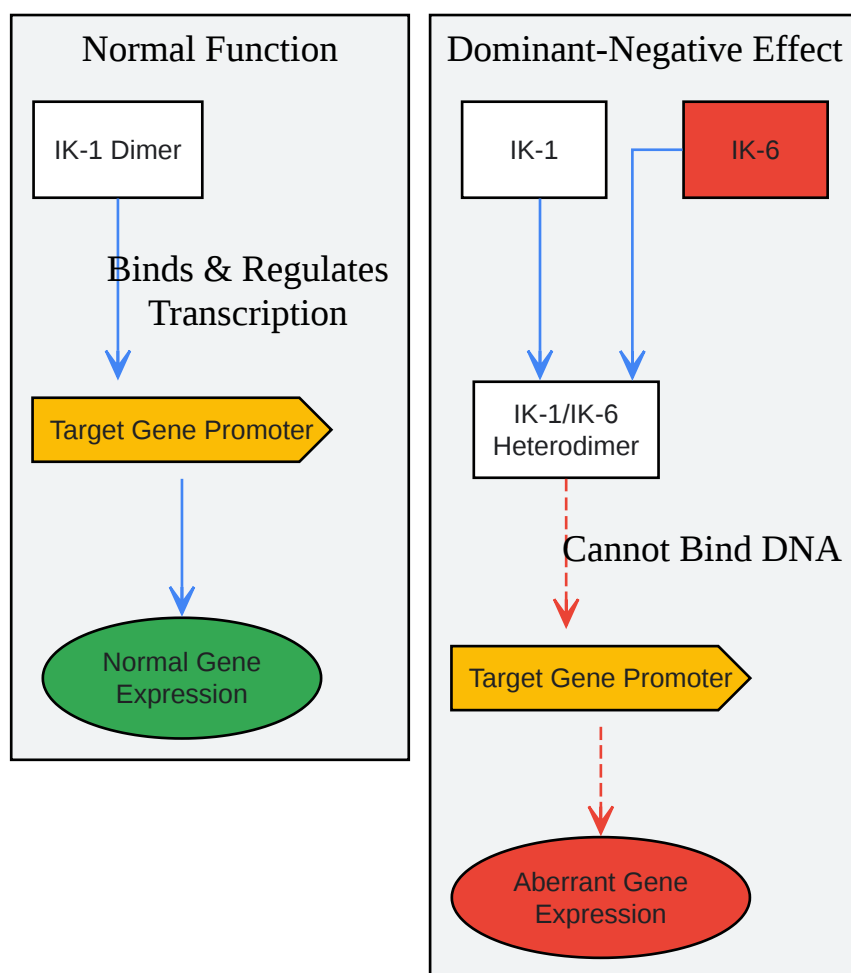 Normal Function
IK-1 Dimer
Binds & Regulates
Transcription
Target Gene Promoter
Normal Gene
Expression
Dominant-Negative Effect
IK-1
IK-6
IK-1/IK-6
Heterodimer
Cannot Bind DNA
Target Gene Promoter
Aberrant Gene
Expression